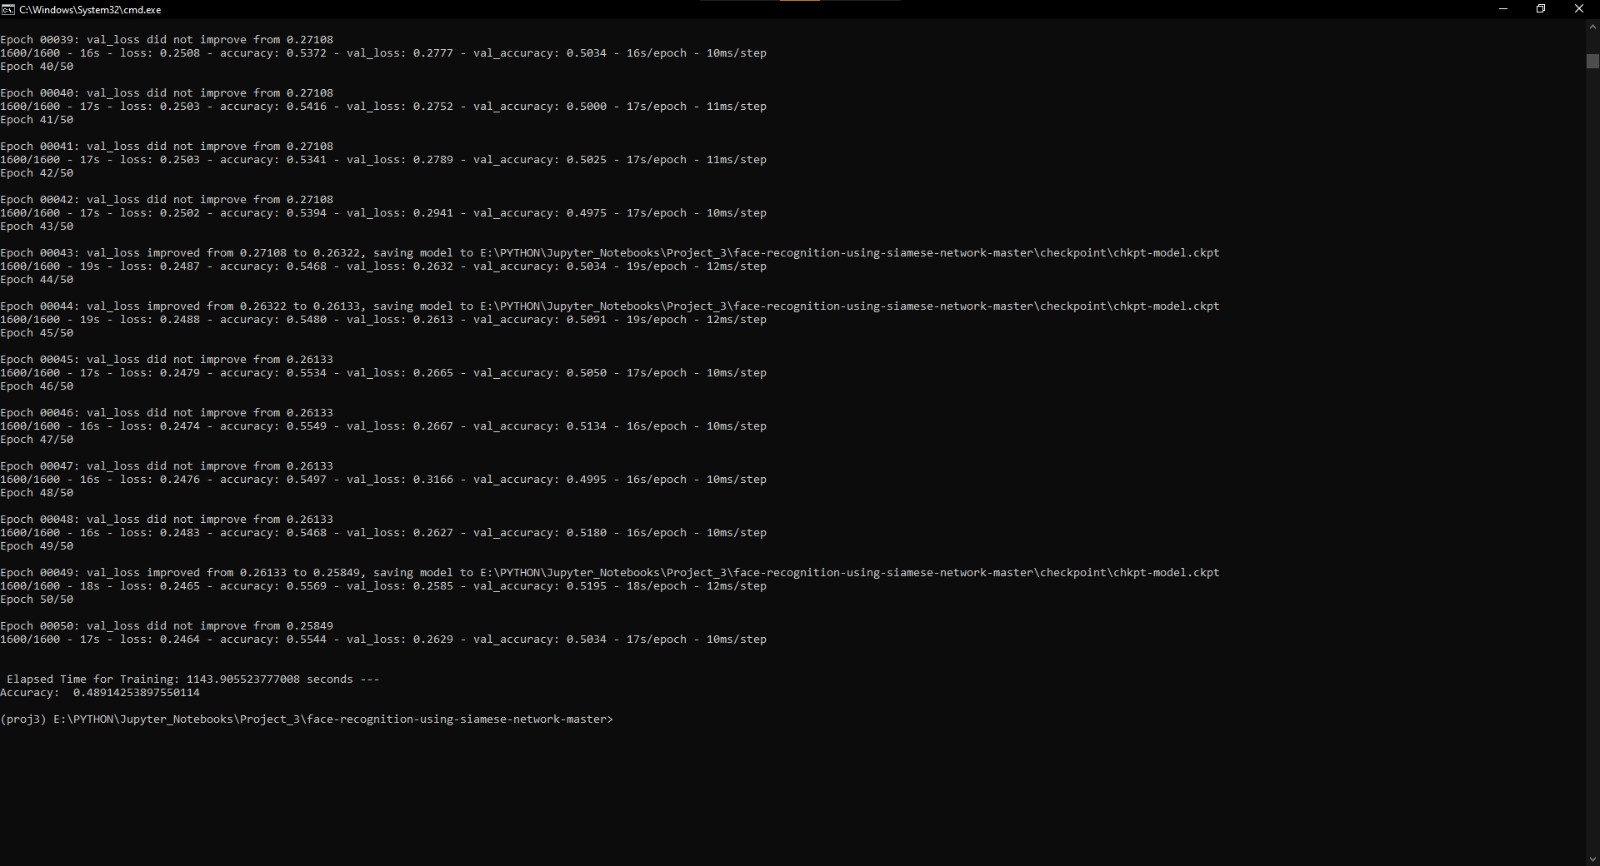 C:\Windows\System32\cmd.exe
Epoch 00039: val_loss did not improve from 0.27108
1600/1600 - 16s - loss: 0.2508 - accuracy: 0.5372 - val_loss: 0.2777 - val_accuracy: 0.5034 - 16s/epoch - 10ms/step
Epoch 40/50
Epoch 00040: val_loss did not improve from 0.27108
1600/1600 - 17s - loss: 0.2503 - accuracy: 0.5416 - val_loss: 0.2752 - val_accuracy: 0.5000 - 17s/epoch - 11ms/step
Epoch 41/50
Epoch 00041: val_loss did not improve from 0.27108
1600/1600 - 17s - loss: 0.2503 - accuracy: 0.5341 - val_loss: 0.2789 - val_accuracy: 0.5025 - 17s/epoch - 11ms/step
Epoch 42/50
Epoch 00042: val_loss did not improve from 0.27108
1600/1600 - 17s - loss: 0.2502 - accuracy: 0.5394 - val_loss: 0.2941 - val_accuracy: 0.4975 - 17s/epoch - 10ms/step
Epoch 43/50
Epoch 00043: val_loss improved from 0.27108 to 0.26322, saving model to E:\PYTHON\Jupyter_Notebooks\Project_3\face-recognition-using-siamese-network-master\checkpoint\chkpt-model.ckpt
1600/1600 - 19s - loss: 0.2487 - accuracy: 0.5468 - val_loss: 0.2632 - val_accuracy: 0.5034 - 19s/epoch - 12ms/step
Epoch 44/50
Epoch 00044: val_loss improved from 0.26322 to 0.26133, saving model to E:\PYTHON\Jupyter_Notebooks\Project_3\face-recognition-using-siamese-network-master\checkpoint\chkpt-model.ckpt
1600/1600 - 19s - loss: 0.2488 - accuracy: 0.5480 - val_loss: 0.2613 - val_accuracy: 0.5091 - 19s/epoch - 12ms/step
Epoch 45/50
Epoch 00045: val_loss did not improve from 0.26133
1600/1600 - 17s - loss: 0.2479 - accuracy: 0.5534 - val_loss: 0.2665 - val_accuracy: 0.5050 - 17s/epoch - 10ms/step
Epoch 46/50
Epoch 00046: val_loss did not improve from 0.26133
1600/1600 - 16s - loss: 0.2474 - accuracy: 0.5549 - val_loss: 0.2667 - val_accuracy: 0.5134 - 16s/epoch - 10ms/step
Epoch 47/50
Epoch 00047: val_loss did not improve from 0.26133
1600/1600 - 16s - loss: 0.2476 - accuracy: 0.5497 - val_loss: 0.3166 - val_accuracy: 0.4995 - 16s/epoch - 10ms/step
Epoch 48/50
Epoch 00048: val_loss did not improve from 0.26133
1600/1600 - 16s - loss: 0.2483 - accuracy: 0.5468 - val_loss: 0.2627 - val_accuracy: 0.5180 - 16s/epoch - 10ms/step
Epoch 49/50
Epoch 00049: val_loss improved from 0.26133 to 0.25849, saving model to E:\PYTHON\Jupyter_Notebooks\Project_3\face-recognition-using-siamese-network-master\checkpoint\chkpt-model.ckpt
1600/1600 - 18s - loss: 0.2465 - accuracy: 0.5569 - val_loss: 0.2585 - val_accuracy: 0.5195 - 18s/epoch - 12ms/step
Epoch 50/50
Epoch 00050: val_loss did not improve from 0.25849
1600/1600 - 17s - loss: 0.2464 - accuracy: 0.5544 - val_loss: 0.2629 - val_accuracy: 0.5034 - 17s/epoch - 10ms/step
Elapsed Time for Training: 1143.905523777008 seconds ---
Accuracy:  0.48914253897550114
(proj3) E:\PYTHON\Jupyter_Notebooks\Project_3\face-recognition-using-siamese-network-master>